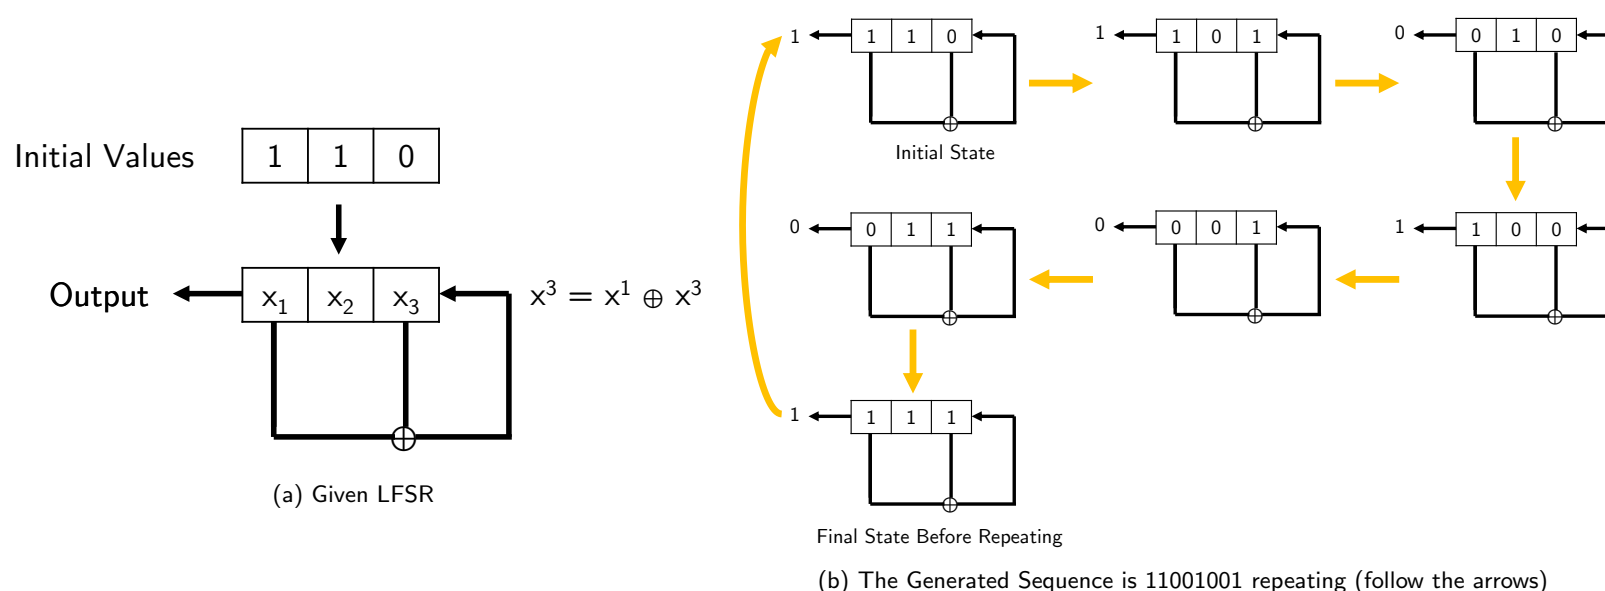 Initial Values 1 1 0
Output x₁ x₂ x₃ x³ = x¹ ⊕ x³
(a) Given LFSR
1 1 1 0
Initial State
1 1 0 1
0 0 1 0
1 1 0 0
0 0 0 1
0 0 1 1
1 1 1 1
Final State Before Repeating
(b) The Generated Sequence is 11001001 repeating (follow the arrows)